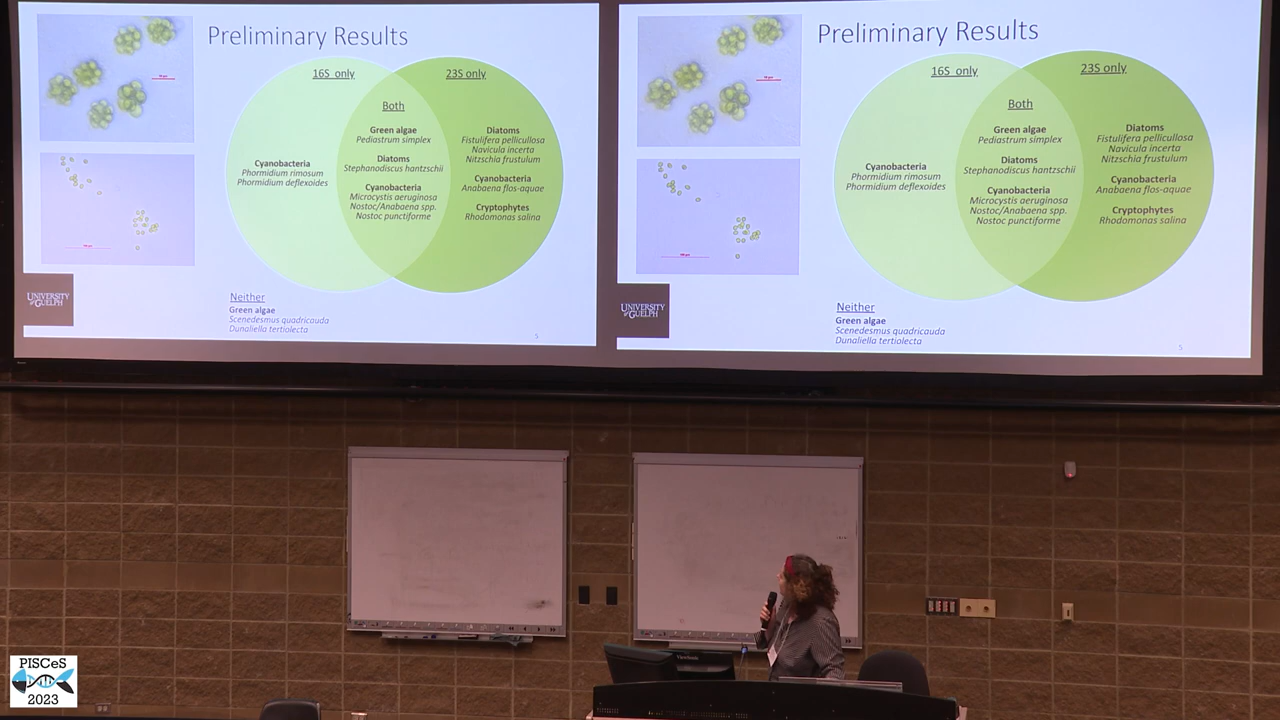 Preliminary Results
16S only
23S only
Both
Green algae
Pediastrum simplex
Diatoms
Stephanodiscus hantzschii
Cyanobacteria
Microcystis aeruginosa
Nostoc/Anabaena spp.
Nostoc punctiforme
Cyanobacteria
Phormidium rimosum
Phormidium deflexoides
Diatoms
Fistulifera pelliculosa
Navicula incerta
Nitzschia frustulum
Cyanobacteria
Anabaena flos-aquae
Cryptophytes
Rhodomonas salina
Neither
Green algae
Scenedesmus quadricauda
Dunaliella tertiolecta
UNIVERSITY
OF GUELPH
5
Preliminary Results
16S only
23S only
Both
Green algae
Pediastrum simplex
Diatoms
Stephanodiscus hantzschii
Cyanobacteria
Microcystis aeruginosa
Nostoc/Anabaena spp.
Nostoc punctiforme
Cyanobacteria
Phormidium rimosum
Phormidium deflexoides
Diatoms
Fistulifera pelliculosa
Navicula incerta
Nitzschia frustulum
Cyanobacteria
Anabaena flos-aquae
Cryptophytes
Rhodomonas salina
Neither
Green algae
Scenedesmus quadricauda
Dunaliella tertiolecta
UNIVERSITY
OF GUELPH
5
ViewSonic
PISCeS
2023